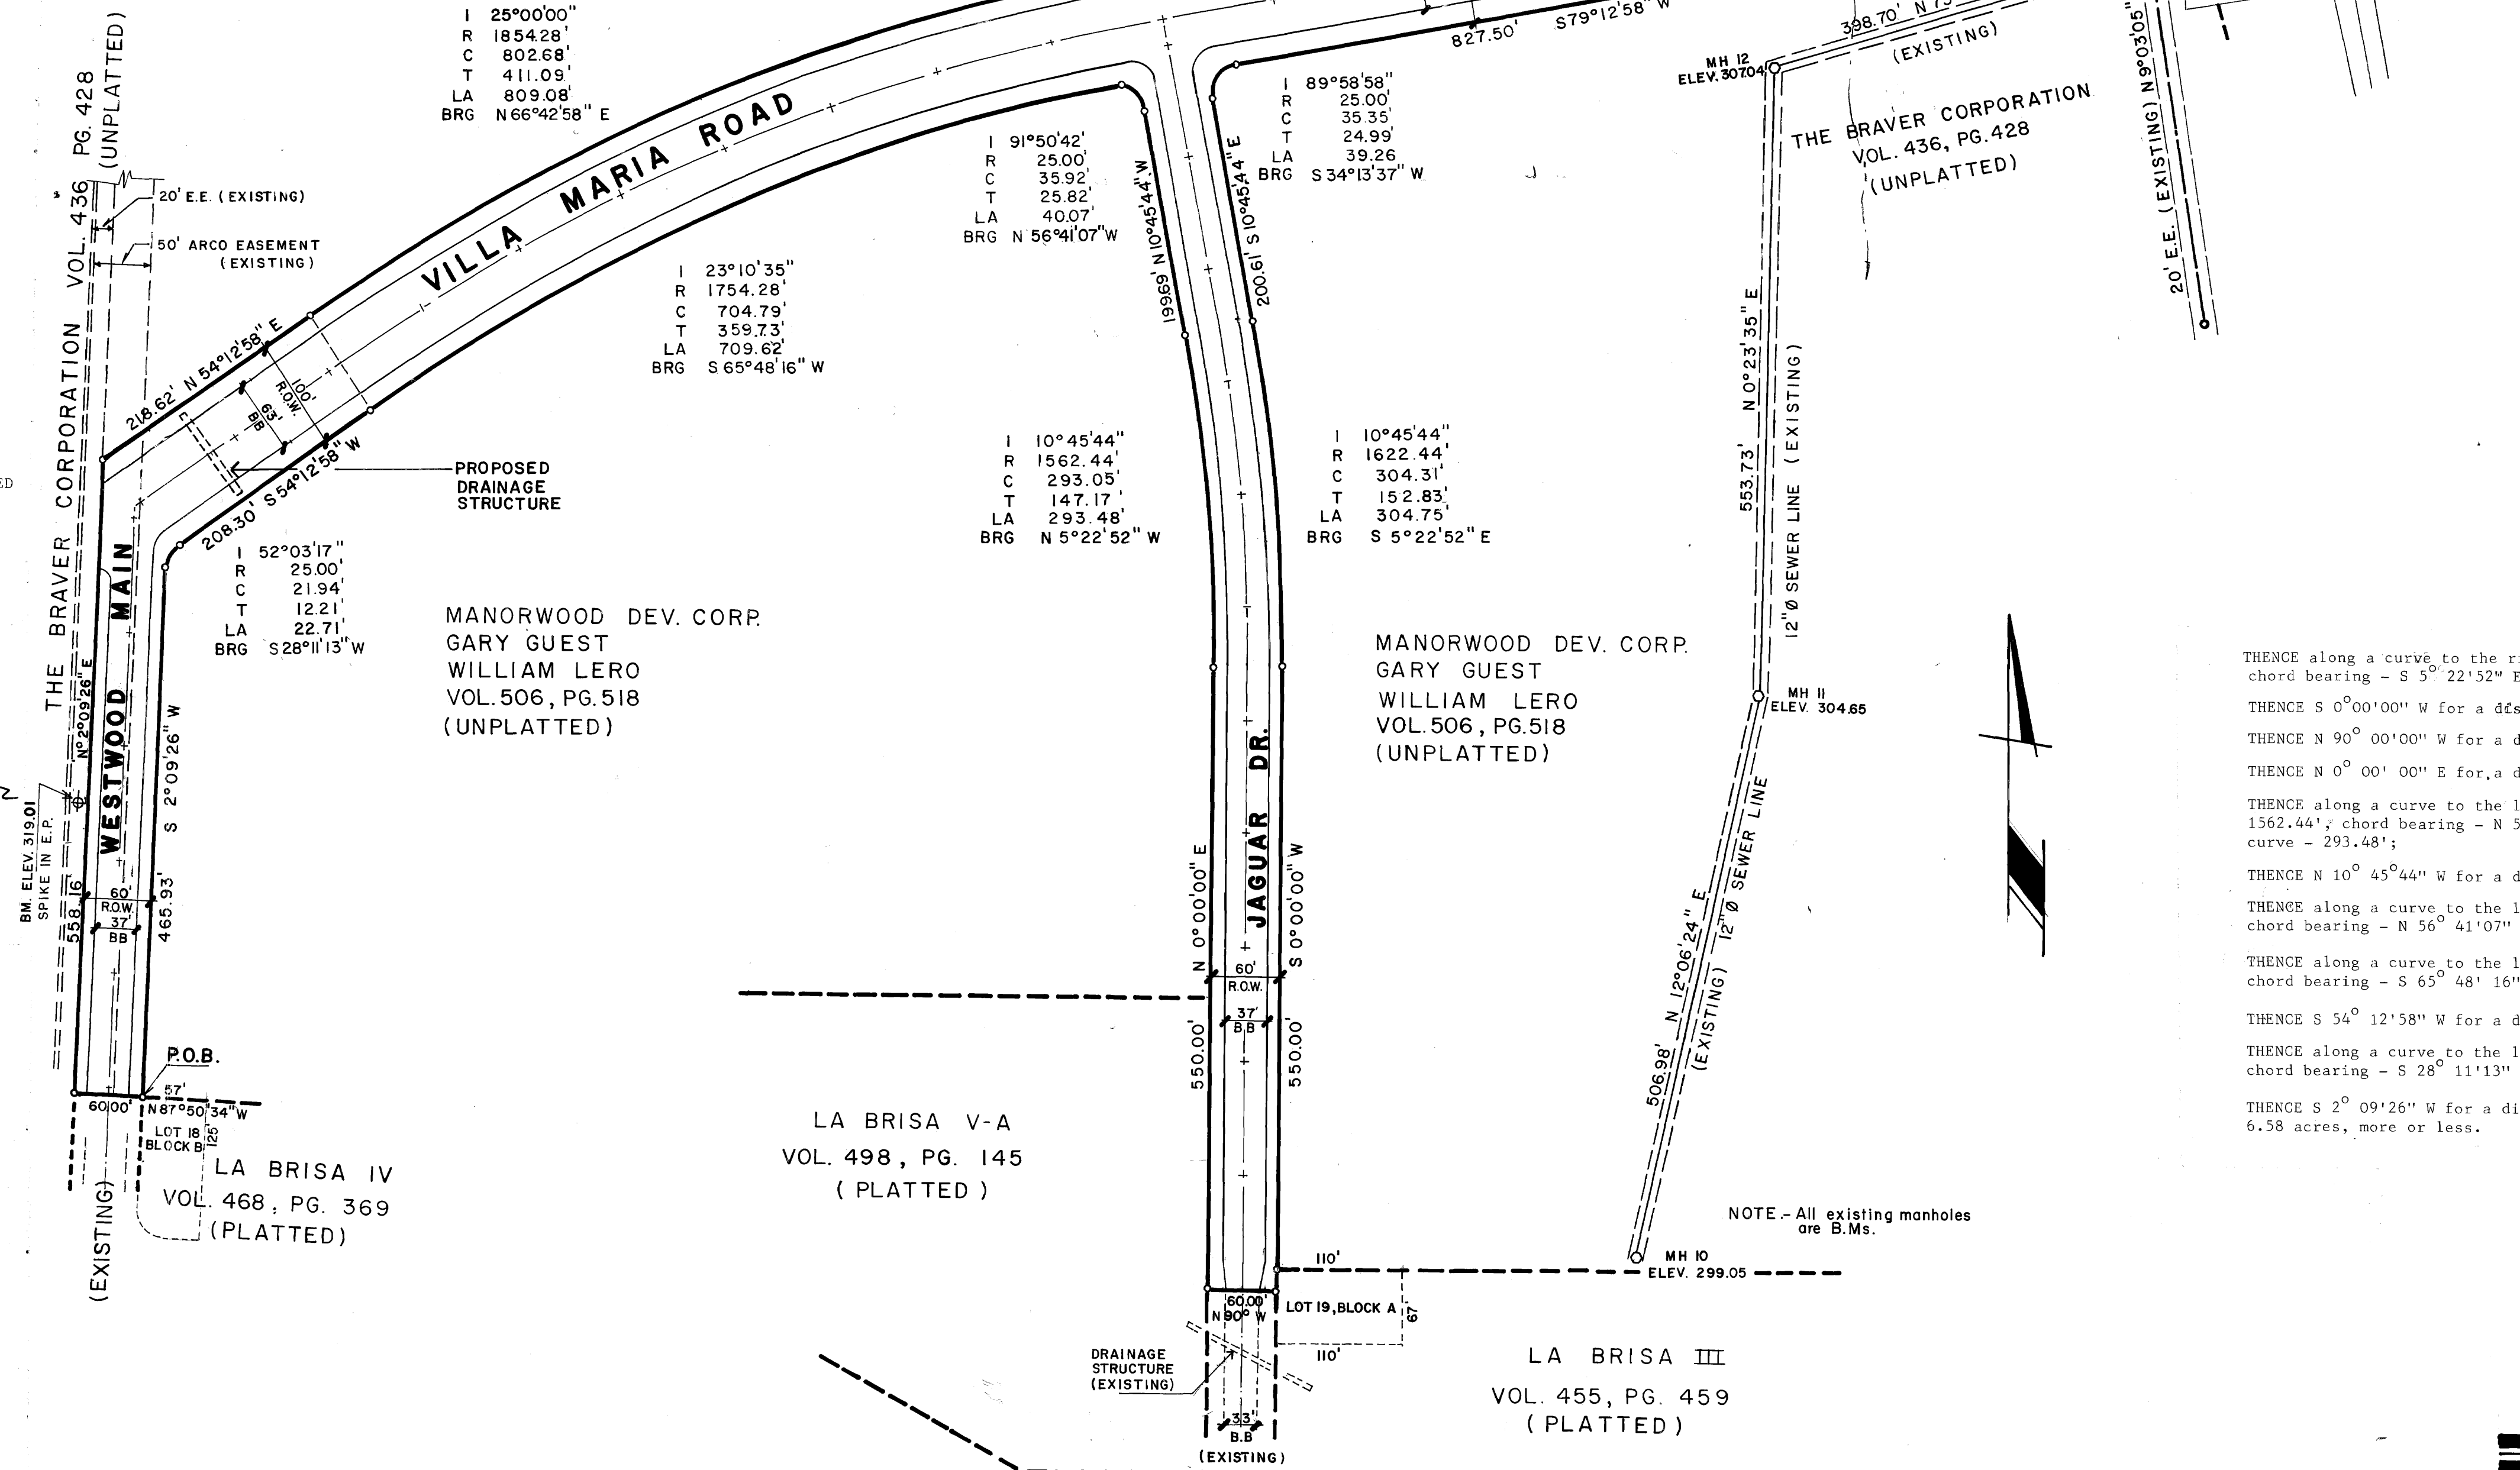 I 25°00'00"
R 1854.28'
C 802.68'
T 411.09'
LA 809.08'
BRG N 66°42'58" E
THE BRAVER CORPORATION VOL. 436 PG. 428
(UNPLATTED)
20' E.E. (EXISTING)
50' ARCO EASEMENT
(EXISTING)
VILLA MARIA ROAD
827.50' S79°12'58" W
I 89°58'58"
R 25.00'
C 35.35'
T 24.99'
LA 39.26
BRG S 34°13'37" W
I 91°50'42"
R 25.00'
C 35.92'
T 25.82'
LA 40.07'
BRG N 56°41'07" W
199.69' N 10°45'44" W
200.61' S 10°45'44" E
MH 12
ELEV. 307.04
398.70'
(EXISTING)
THE BRAVER CORPORATION
VOL. 436, PG. 428
(UNPLATTED)
20' E.E. (EXISTING) N 9°03'05"
I 23°10'35"
R 1754.28'
C 704.79'
T 359.73'
LA 709.62'
BRG S 65°48'16" W
218.62' N 54°12'58" E
100'
R.O.W.
63'
BB
208.30' S 54°12'58" W
PROPOSED
DRAINAGE
STRUCTURE
I 52°03'17"
R 25.00'
C 21.94'
T 12.21'
LA 22.71'
BRG S 28°11'13" W
I 10°45'44"
R 1562.44'
C 293.05'
T 147.17'
LA 293.48'
BRG N 5°22'52" W
I 10°45'44"
R 1622.44'
C 304.31'
T 152.83'
LA 304.75'
BRG S 5°22'52" E
553.73' N 0°23'35" E
12"Ø SEWER LINE (EXISTING)
ED
MANORWOOD DEV. CORP.
GARY GUEST
WILLIAM LERO
VOL. 506, PG. 518
(UNPLATTED)
MANORWOOD DEV. CORP.
GARY GUEST
WILLIAM LERO
VOL. 506, PG. 518
(UNPLATTED)
MH 11
ELEV. 304.65
WESTWOOD MAIN
558.16' N° 2°09'26" E
465.93' S 2°09'26" W
BM. ELEV. 319.01
SPIKE IN E.P.
60'
R.O.W.
37'
BB
JAGUAR DR.
550.00' N 0°00'00" E
550.00' S 0°00'00" W
60'
R.O.W.
37'
B.B
506.98' N 12°06'24" E 12"Ø SEWER LINE
(EXISTING)
P.O.B.
57'
60.00'
N 87°50'34" W
LOT 18
BLOCK B
125'
(EXISTING)
LA BRISA IV
VOL. 468, PG. 369
(PLATTED)
LA BRISA V-A
VOL. 498, PG. 145
(PLATTED)
NOTE.- All existing manholes
are B.Ms.
MH 10
ELEV. 299.05
110'
60.00'
N 90° W
LOT 19, BLOCK A
67'
110'
DRAINAGE
STRUCTURE
(EXISTING)
33'
B.B
(EXISTING)
LA BRISA III
VOL. 455, PG. 459
(PLATTED)
THENCE along a curve to the
chord bearing - S 5° 22'52" E
THENCE S 0°00'00" W for a
THENCE N 90° 00'00" W for a
THENCE N 0° 00' 00" E for a
THENCE along a curve to the
1562.44', chord bearing - N 5
curve - 293.48';
THENCE N 10° 45°44" W for a
THENCE along a curve to the
chord bearing - N 56° 41'07"
THENCE along a curve to the
chord bearing - S 65° 48' 16"
THENCE S 54° 12'58" W for a
THENCE along a curve to the
chord bearing - S 28° 11'13"
THENCE S 2° 09'26" W for a
6.58 acres, more or less.